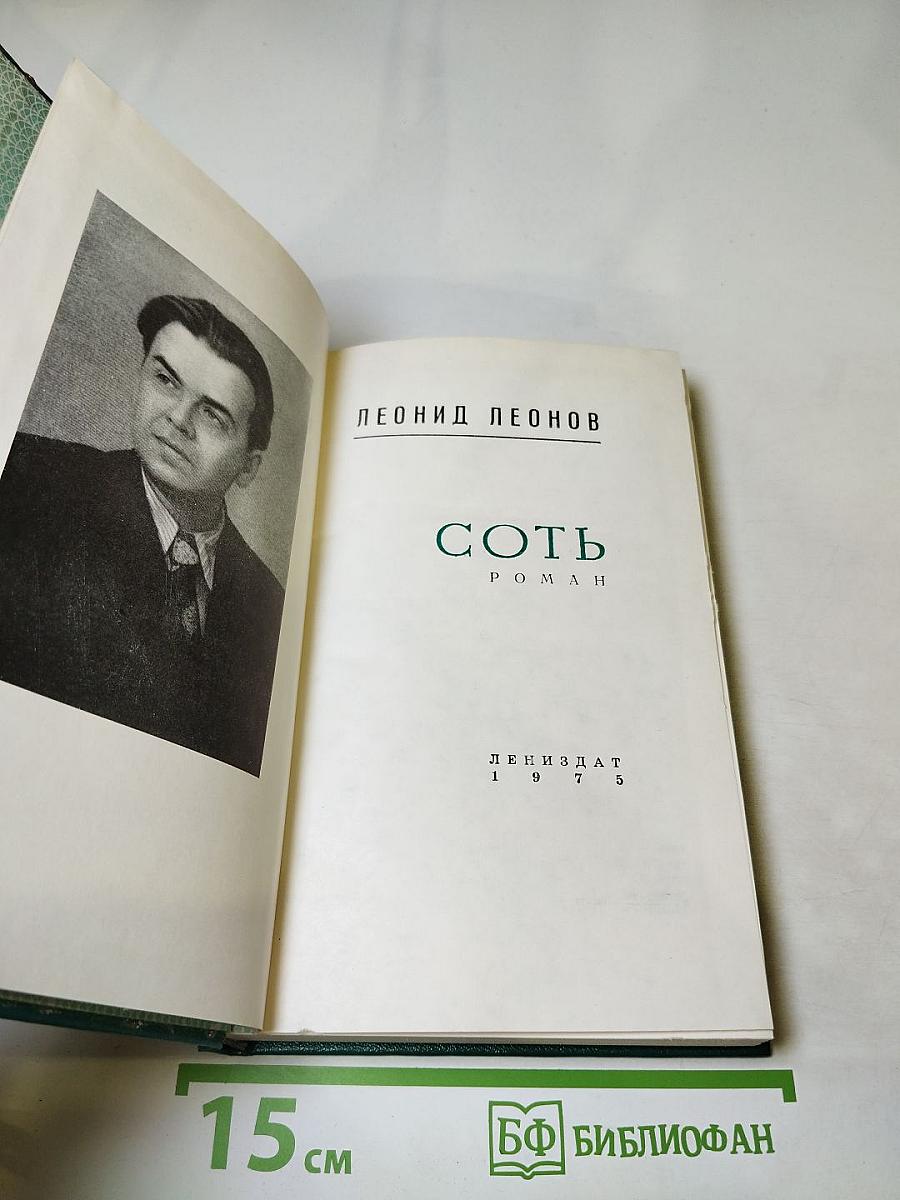 ЛЕОНИД ЛЕОНОВ
СОТЬ
РОМАН
ЛЕНИЗДАТ
1975
15 см
БФ БИБЛИОФАН